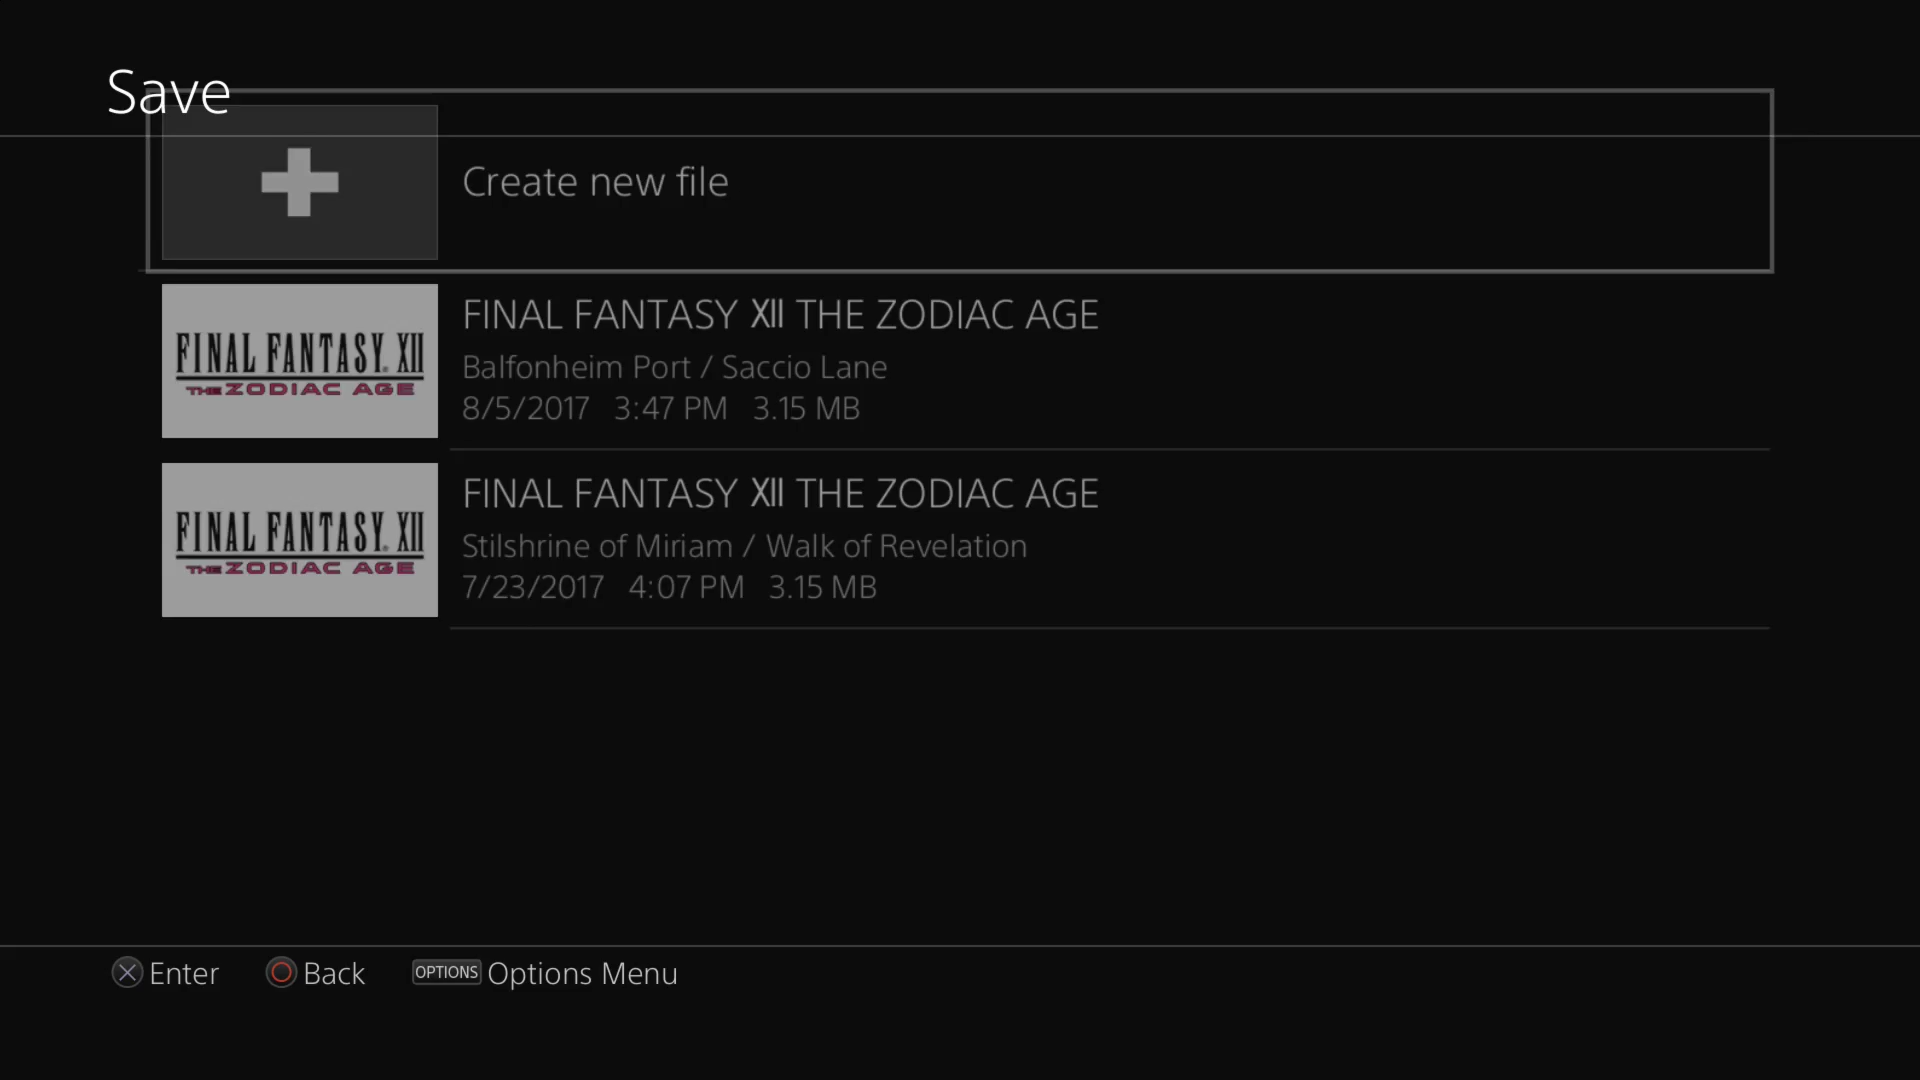 Save
Create new file
FINAL FANTASY XII
THE ZODIAC AGE
FINAL FANTASY XII THE ZODIAC AGE
Balfonheim Port / Saccio Lane
8/5/2017 3:47 PM 3.15 MB
FINAL FANTASY XII
THE ZODIAC AGE
FINAL FANTASY XII THE ZODIAC AGE
Stilshrine of Miriam / Walk of Revelation
7/23/2017 4:07 PM 3.15 MB
Enter Back OPTIONS Options Menu